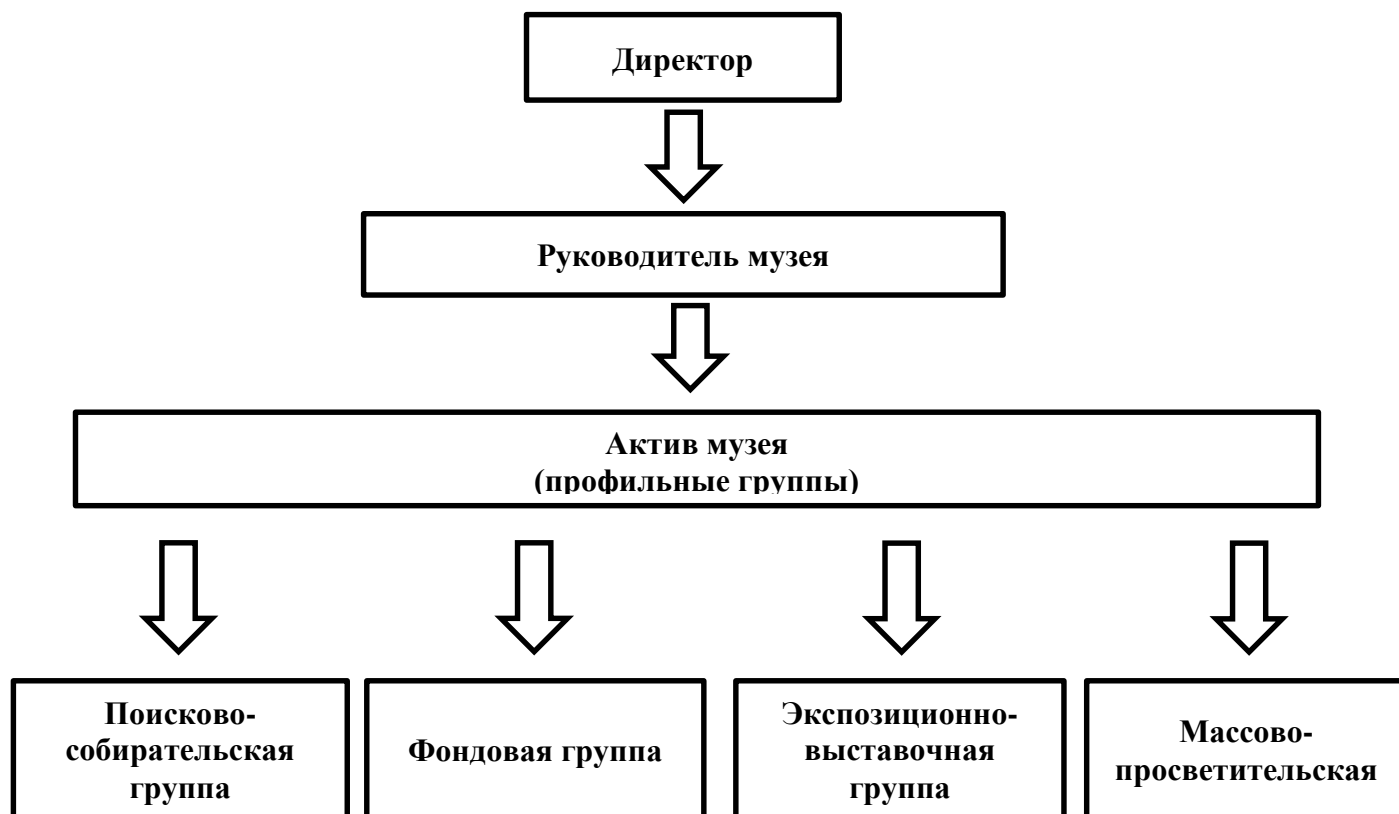 Директор
Руководитель музея
Актив музея
(профильные группы)
Поисково-
собирательская
группа
Фондовая группа
Экспозиционно-
выставочная
группа
Массово-
просветительская